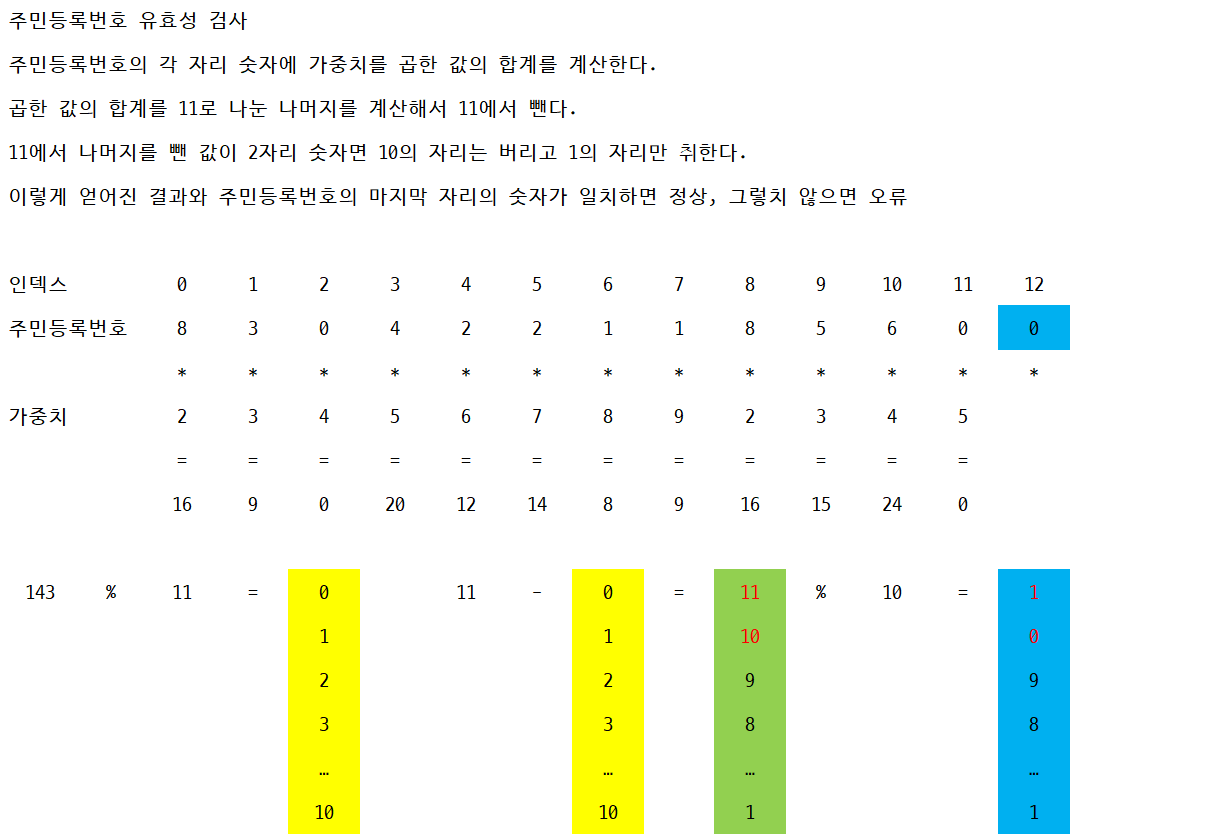 주민등록번호 유효성 검사
주민등록번호의 각 자리 숫자에 가중치를 곱한 값의 합계를 계산한다.
곱한 값의 합계를 11로 나눈 나머지를 계산해서 11에서 뺀다.
11에서 나머지를 뺀 값이 2자리 숫자면 10의 자리는 버리고 1의 자리만 취한다.
이렇게 얻어진 결과와 주민등록번호의 마지막 자리의 숫자가 일치하면 정상, 그렇치 않으면 오류
인덱스 0 1 2 3 4 5 6 7 8 9 10 11 12
주민등록번호 8 3 0 4 2 2 1 1 8 5 6 0 0
* * * * * * * * * * * * *
가중치 2 3 4 5 6 7 8 9 2 3 4 5
= = = = = = = = = = = =
16 9 0 20 12 14 8 9 16 15 24 0
143 % 11 = 0 11 - 0 = 11 % 10 = 1
1 1 10 0
2 2 9 9
3 3 8 8
… … … …
10 10 1 1